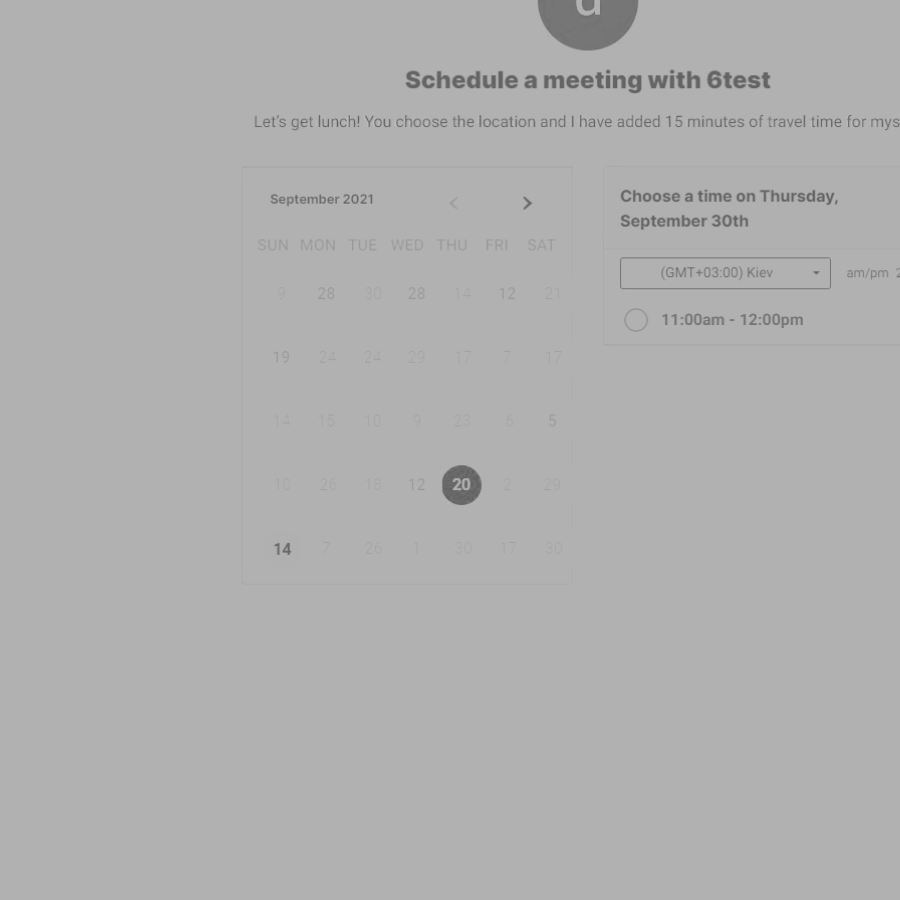 Schedule a meeting with 6test
Let's get lunch! You choose the location and I have added 15 minutes of travel time for mys
September 2021
SUN MON TUE WED THU FRI SAT
9 28 30 28 14 12 21
19 24 24 29 17 7 17
14 15 10 9 23 6 5
10 26 18 12 20 2 29
14 7 26 1 30 17 30
Choose a time on Thursday,
September 30th
(GMT+03:00) Kiev am/pm 2
11:00am - 12:00pm